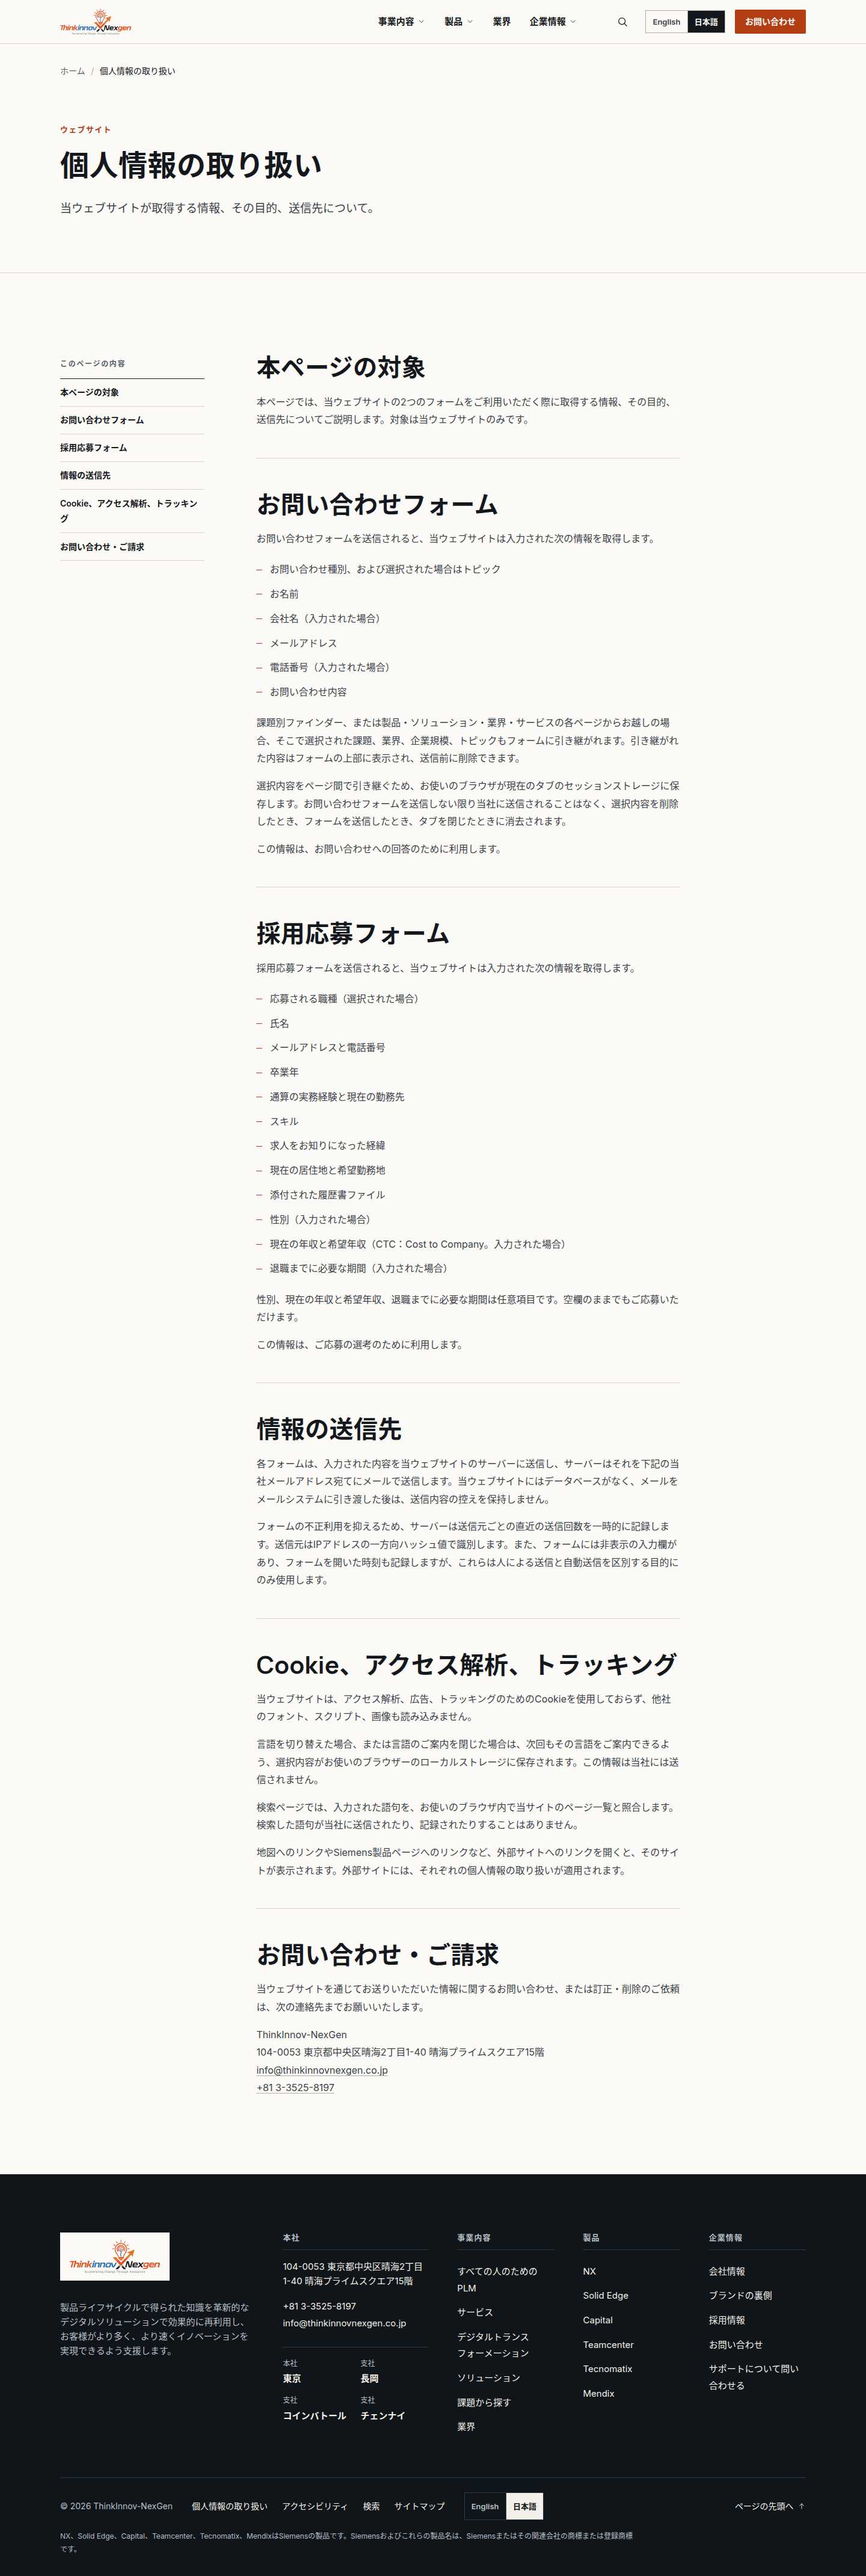 ThinkinnovNexgen
事業内容
製品
業界
企業情報
English
日本語
お問い合わせ
ホーム / 個人情報の取り扱い
ウェブサイト
個人情報の取り扱い
当ウェブサイトが取得する情報、その目的、送信先について。
このページの内容
本ページの対象
お問い合わせフォーム
採用応募フォーム
情報の送信先
Cookie、アクセス解析、トラッキン
グ
お問い合わせ・ご請求
本ページの対象
本ページでは、当ウェブサイトの2つのフォームをご利用いただく際に取得する情報、その目的、
送信先についてご説明します。対象は当ウェブサイトのみです。
お問い合わせフォーム
お問い合わせフォームを送信されると、当ウェブサイトは入力された次の情報を取得します。
— お問い合わせ種別、および選択された場合はトピック
— お名前
— 会社名（入力された場合）
— メールアドレス
— 電話番号（入力された場合）
— お問い合わせ内容
課題別ファインダー、または製品・ソリューション・業界・サービスの各ページからお越しの場
合、そこで選択された課題、業界、企業規模、トピックもフォームに引き継がれます。引き継がれ
た内容はフォームの上部に表示され、送信前に削除できます。
選択内容をページ間で引き継ぐため、お使いのブラウザが現在のタブのセッションストレージに保
存します。お問い合わせフォームを送信しない限り当社に送信されることはなく、選択内容を削除
したとき、フォームを送信したとき、タブを閉じたときに消去されます。
この情報は、お問い合わせへの回答のために利用します。
採用応募フォーム
採用応募フォームを送信されると、当ウェブサイトは入力された次の情報を取得します。
— 応募される職種（選択された場合）
— 氏名
— メールアドレスと電話番号
— 卒業年
— 通算の実務経験と現在の勤務先
— スキル
— 求人をお知りになった経緯
— 現在の居住地と希望勤務地
— 添付された履歴書ファイル
— 性別（入力された場合）
— 現在の年収と希望年収（CTC：Cost to Company。入力された場合）
— 退職までに必要な期間（入力された場合）
性別、現在の年収と希望年収、退職までに必要な期間は任意項目です。空欄のままでもご応募いた
だけます。
この情報は、ご応募の選考のために利用します。
情報の送信先
各フォームは、入力された内容を当ウェブサイトのサーバーに送信し、サーバーはそれを下記の当
社メールアドレス宛てにメールで送信します。当ウェブサイトにはデータベースがなく、メールを
メールシステムに引き渡した後は、送信内容の控えを保持しません。
フォームの不正利用を抑えるため、サーバーは送信元ごとの直近の送信回数を一時的に記録しま
す。送信元はIPアドレスの一方向ハッシュ値で識別します。また、フォームには非表示の入力欄が
あり、フォームを開いた時刻も記録しますが、これらは人による送信と自動送信を区別する目的に
のみ使用します。
Cookie、アクセス解析、トラッキング
当ウェブサイトは、アクセス解析、広告、トラッキングのためのCookieを使用しておらず、他社
のフォント、スクリプト、画像も読み込みません。
言語を切り替えた場合、または言語のご案内を閉じた場合は、次回もその言語をご案内できるよ
う、選択内容がお使いのブラウザーのローカルストレージに保存されます。この情報は当社には送
信されません。
検索ページでは、入力された語句を、お使いのブラウザ内で当サイトのページ一覧と照合します。
検索した語句が当社に送信されたり、記録されたりすることはありません。
地図へのリンクやSiemens製品ページへのリンクなど、外部サイトへのリンクを開くと、そのサイ
トが表示されます。外部サイトには、それぞれの個人情報の取り扱いが適用されます。
お問い合わせ・ご請求
当ウェブサイトを通じてお送りいただいた情報に関するお問い合わせ、または訂正・削除のご依頼
は、次の連絡先までお願いいたします。
ThinkInnov-NexGen
104-0053 東京都中央区晴海2丁目1-40 晴海プライムスクエア15階
info@thinkinnovnexgen.co.jp
+81 3-3525-8197
ThinkinnovNexgen
製品ライフサイクルで得られた知識を革新的な
デジタルソリューションで効果的に再利用し、
お客様がより多く、より速くイノベーションを
実現できるよう支援します。
本社
104-0053 東京都中央区晴海2丁目
1-40 晴海プライムスクエア15階
+81 3-3525-8197
info@thinkinnovnexgen.co.jp
本社
東京
支社
長岡
支社
コインバトール
支社
チェンナイ
事業内容
すべての人のための
PLM
サービス
デジタルトランス
フォーメーション
ソリューション
課題から探す
業界
製品
NX
Solid Edge
Capital
Teamcenter
Tecnomatix
Mendix
企業情報
会社情報
ブランドの裏側
採用情報
お問い合わせ
サポートについて問い
合わせる
© 2026 ThinkInnov-NexGen
個人情報の取り扱い
アクセシビリティ
検索
サイトマップ
English
日本語
ページの先頭へ ↑
NX、Solid Edge、Capital、Teamcenter、Tecnomatix、MendixはSiemensの製品です。Siemensおよびこれらの製品名は、Siemensまたはその関連会社の商標または登録商標
です。